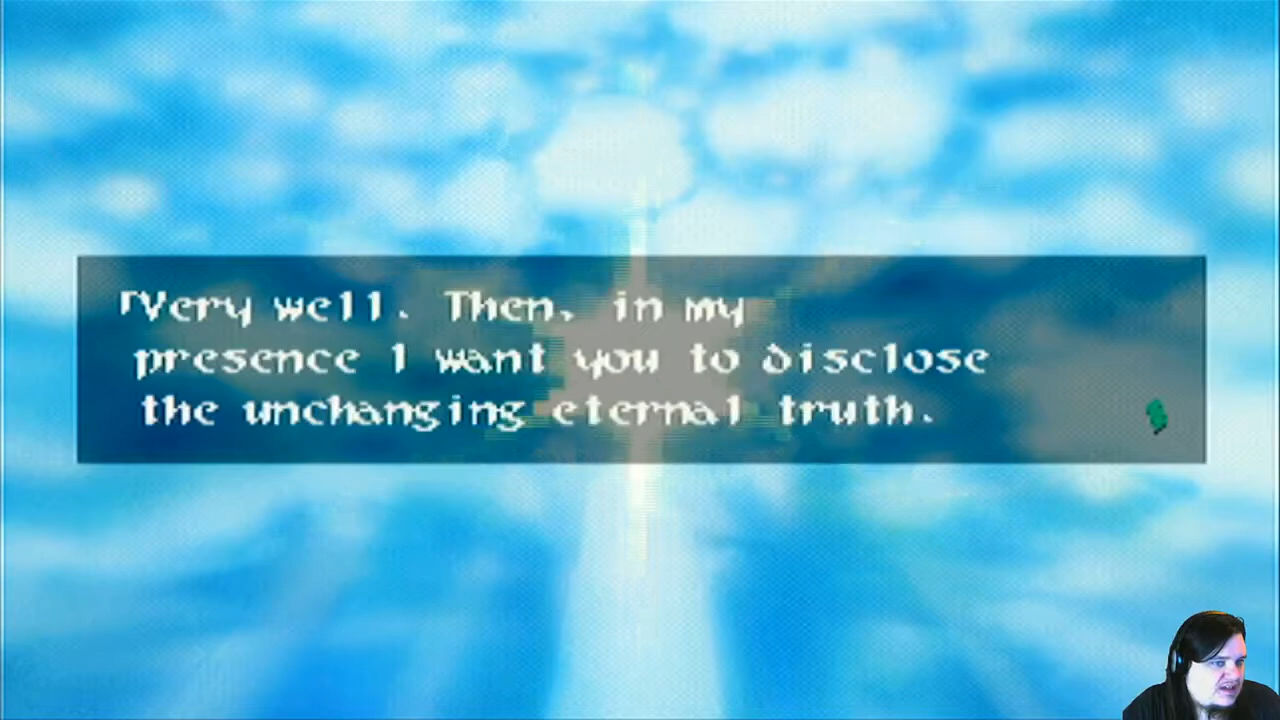 「Very well. Then, in my
presence I want you to disclose
the unchanging eternal truth.